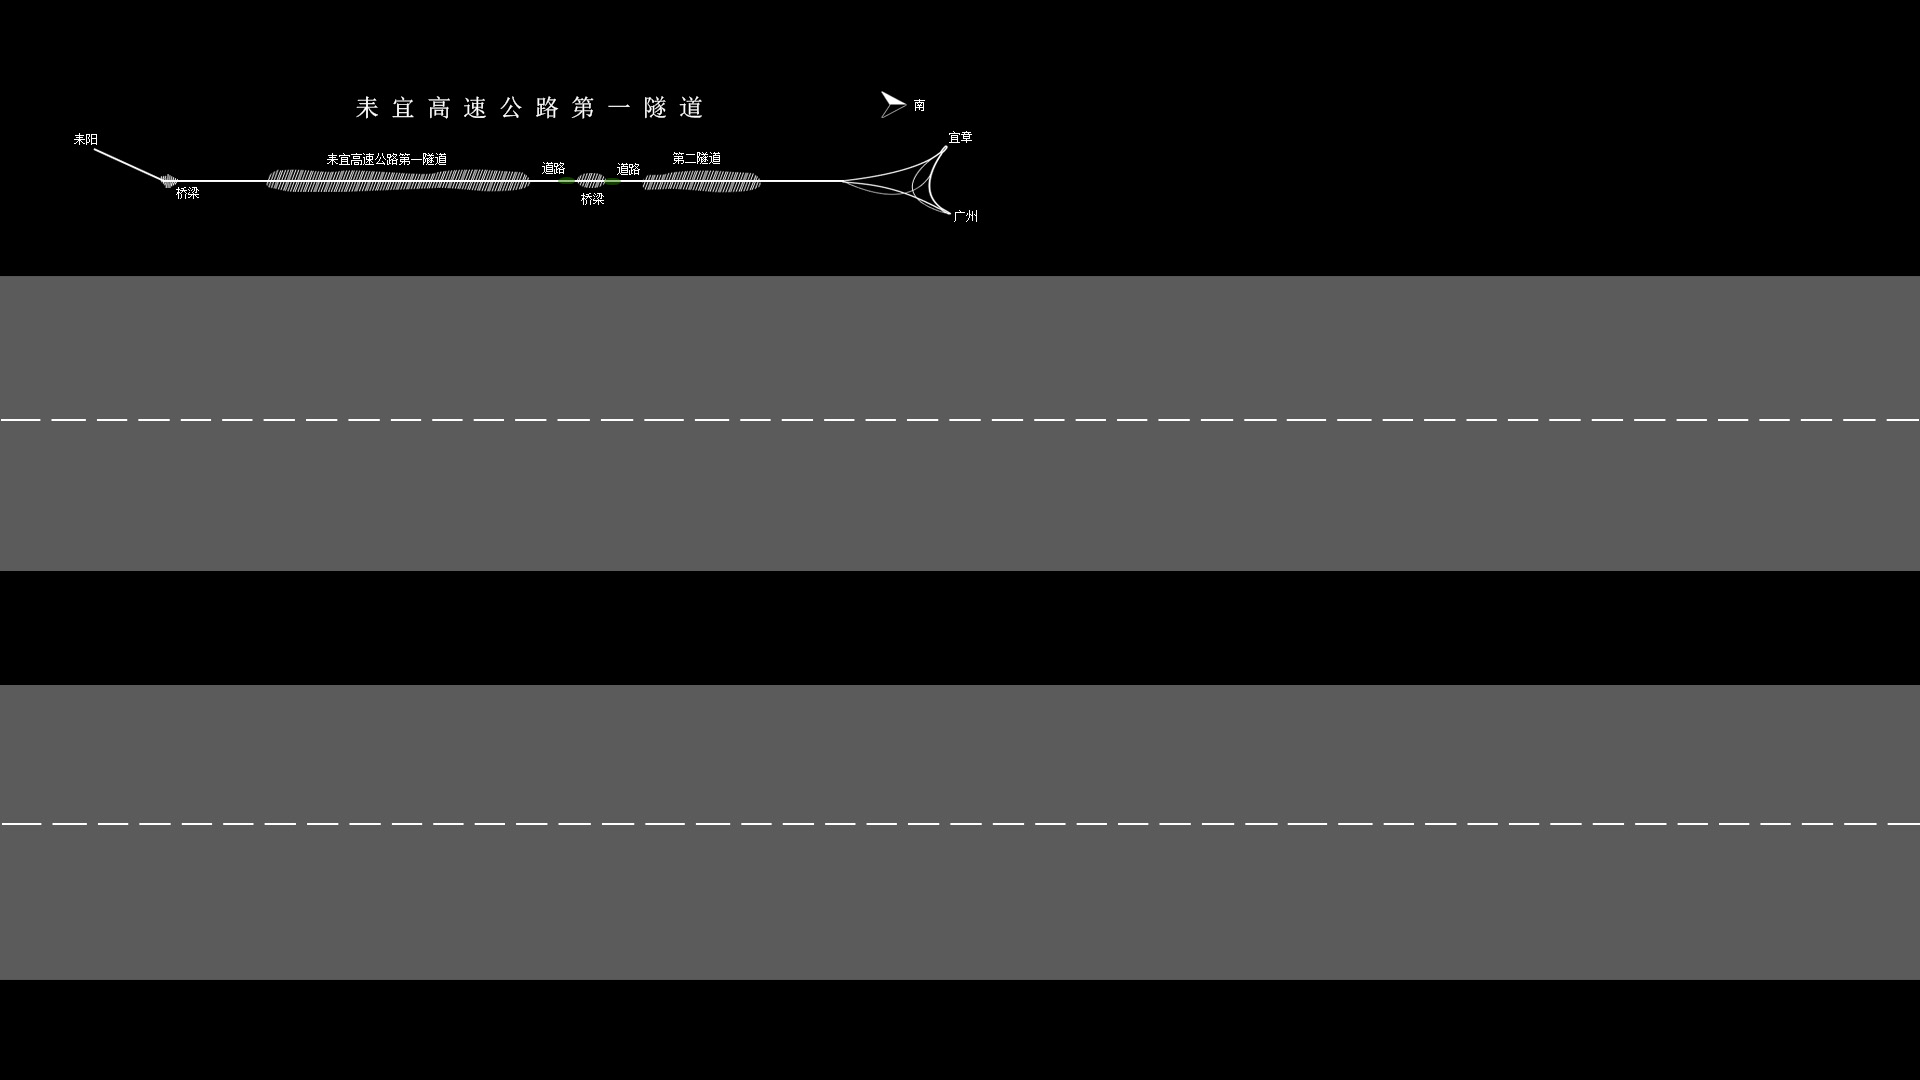 耒宜高速公路第一隧道
南
耒阳
宜章
耒宜高速公路第一隧道
道路
道路
第二隧道
桥梁
桥梁
广州